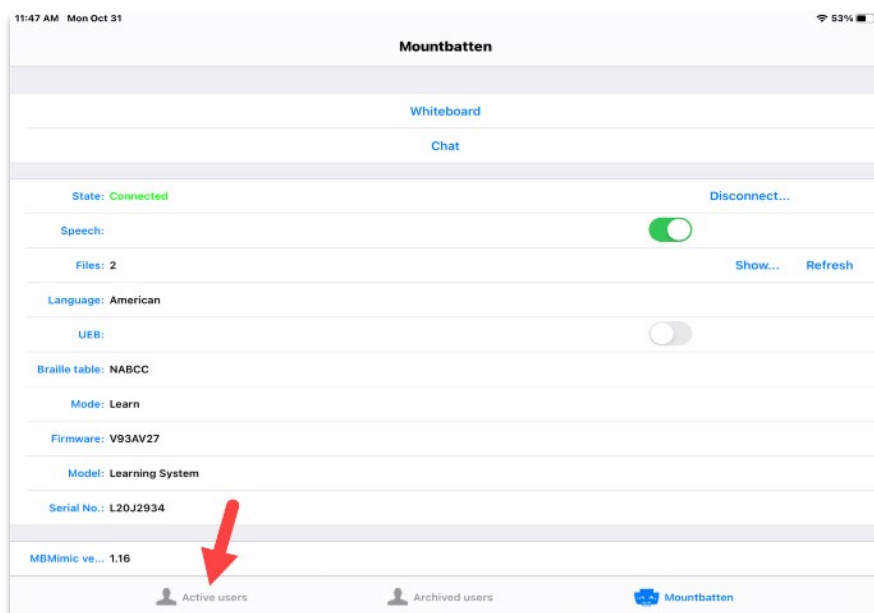 11:47 AM Mon Oct 31 53%
Mountbatten
Whiteboard
Chat
State: Connected Disconnect...
Speech:
Files: 2 Show... Refresh
Language: American
UEB:
Braille table: NABCC
Mode: Learn
Firmware: V93AV27
Model: Learning System
Serial No.: L20J2934
MBMimic ve... 1.16
Active users Archived users Mountbatten